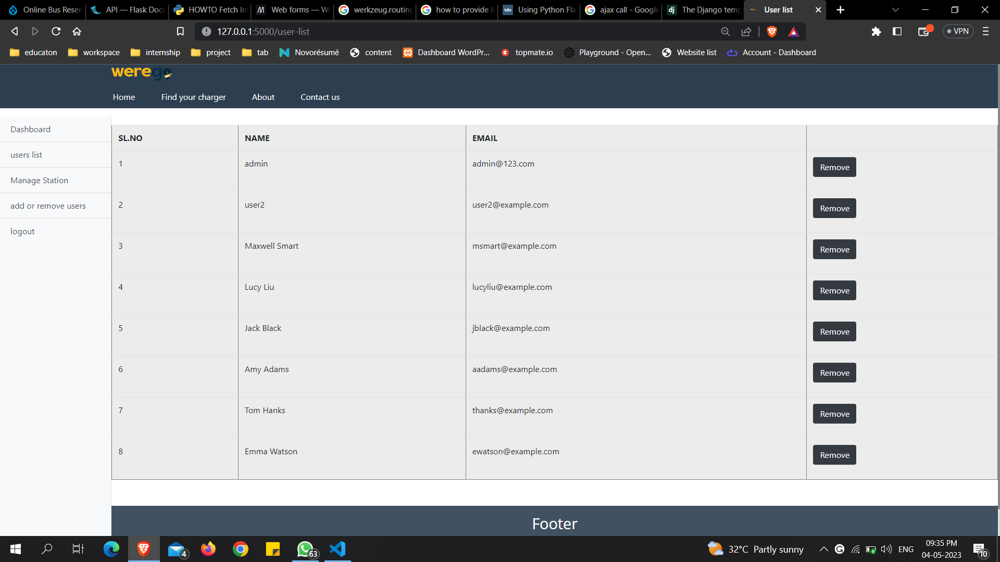 Online Bus Reser API — Flask Docu HOWTO Fetch Int Web forms — Wo werkzeug.routing how to provide li Using Python Fla ajax call - Google The Django temp User list
127.0.0.1:5000/user-list VPN
educaton workspace internship project tab Novorésumé content Dashboard WordPr... topmate.io Playground - Open... Website list Account - Dashboard
werego
Home Find your charger About Contact us
Dashboard
users list
Manage Station
add or remove users
logout
SL.NO NAME EMAIL
1 admin admin@123.com Remove
2 user2 user2@example.com Remove
3 Maxwell Smart msmart@example.com Remove
4 Lucy Liu lucyliu@example.com Remove
5 Jack Black jblack@example.com Remove
6 Amy Adams aadams@example.com Remove
7 Tom Hanks thanks@example.com Remove
8 Emma Watson ewatson@example.com Remove
Footer
4 63 32°C Partly sunny ENG 09:35 PM
04-05-2023 10